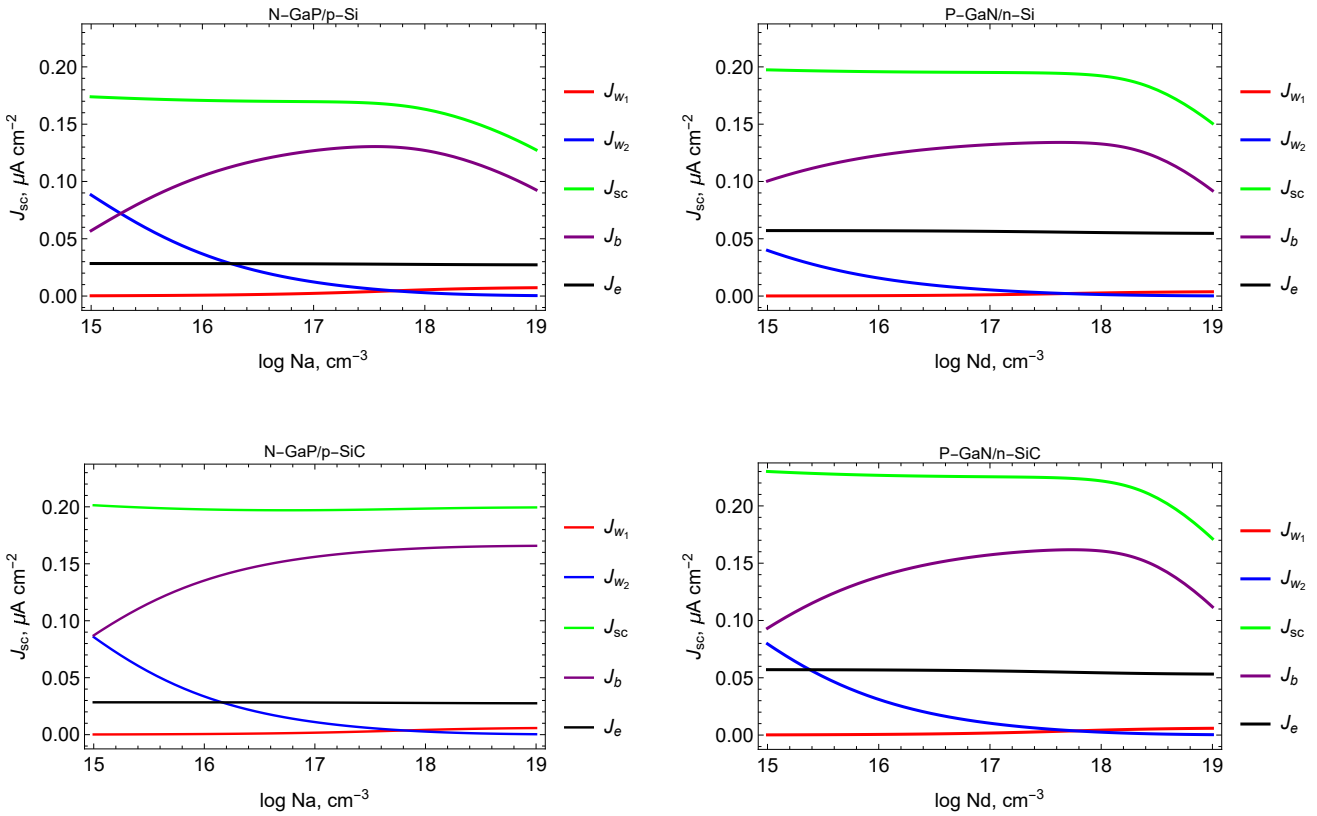 N−GaP/p−Si
J_sc, μA cm⁻²
0.20
0.15
0.10
0.05
0.00
15 16 17 18 19
log Na, cm⁻³
J_w₁
J_w₂
J_sc
J_b
J_e
P−GaN/n−Si
J_sc, μA cm⁻²
0.20
0.15
0.10
0.05
0.00
15 16 17 18 19
log Nd, cm⁻³
J_w₁
J_w₂
J_sc
J_b
J_e
N−GaP/p−SiC
J_sc, μA cm⁻²
0.20
0.15
0.10
0.05
0.00
15 16 17 18 19
log Na, cm⁻³
J_w₁
J_w₂
J_sc
J_b
J_e
P−GaN/n−SiC
J_sc, μA cm⁻²
0.20
0.15
0.10
0.05
0.00
15 16 17 18 19
log Nd, cm⁻³
J_w₁
J_w₂
J_sc
J_b
J_e